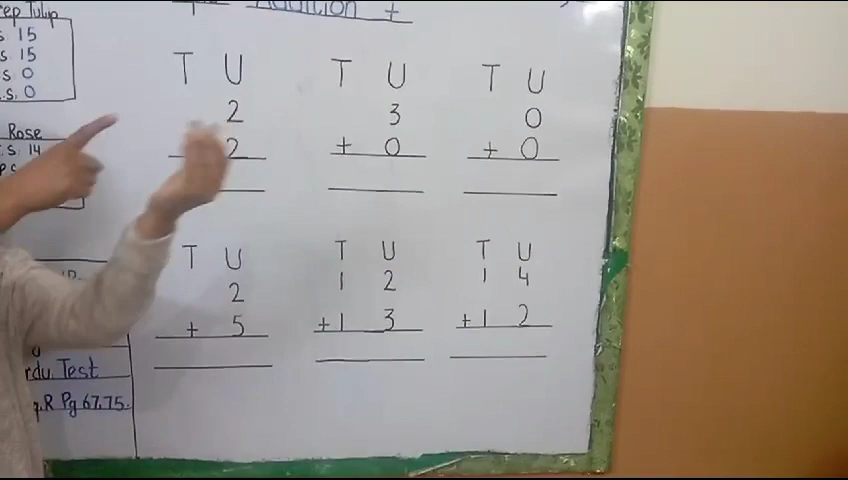 rep Tulip
s 15
s 15
s 0
.s. 0
Rose
.S. 14
P.S
Addition +
T U
2
2
T U
3
+ 0
T U
0
+ 0
T U
2
+ 5
T U
1 2
+ 1 3
T U
1 4
+ 1 2
rdu Test
q.R Pg 67,75.